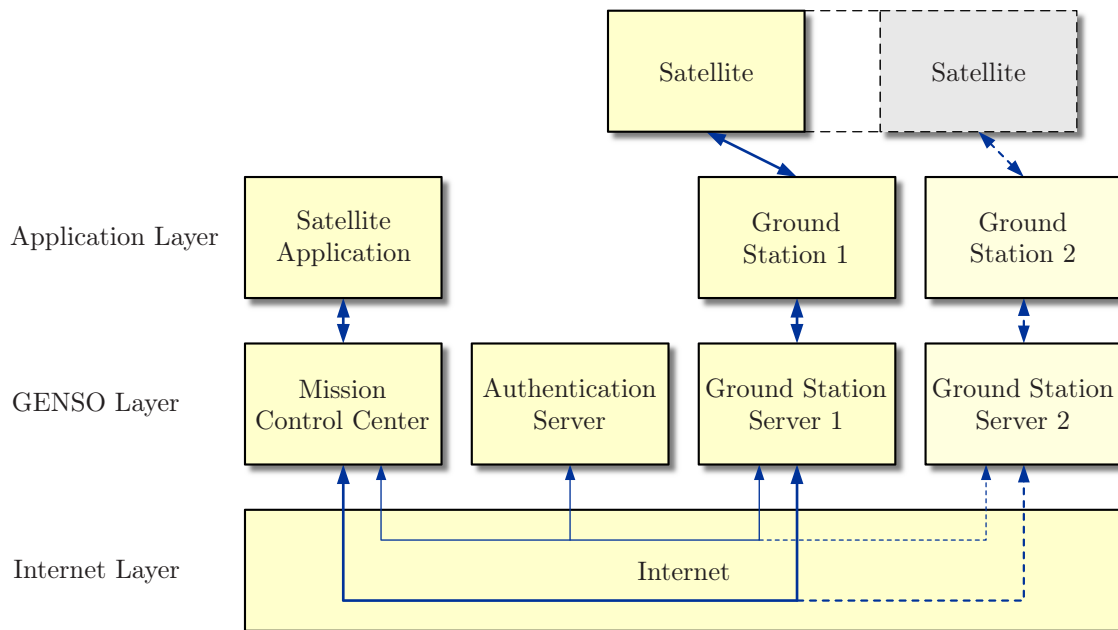 Satellite
Satellite
Application Layer
Satellite
Application
Ground
Station 1
Ground
Station 2
GENSO Layer
Mission
Control Center
Authentication
Server
Ground Station
Server 1
Ground Station
Server 2
Internet Layer
Internet